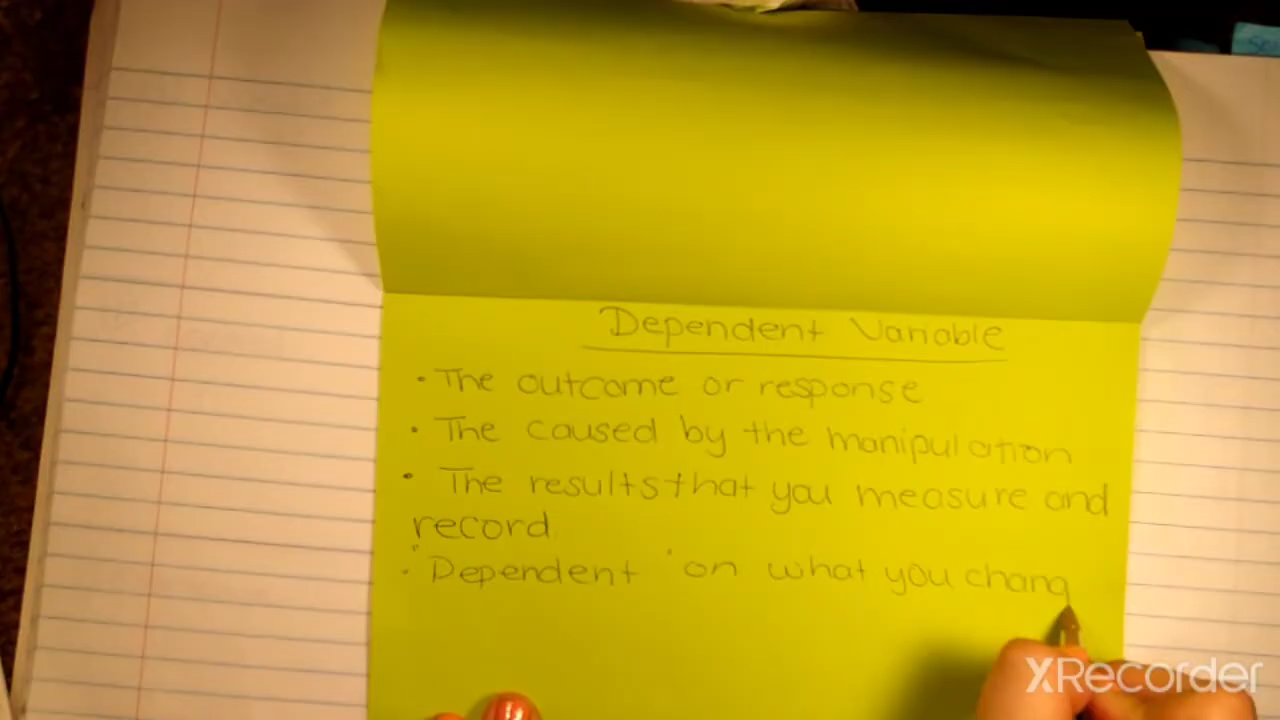 Dependent Variable
• The outcome or response
• The caused by the manipulation
• The results that you measure and
record.
• "Dependent" on what you chang
XRecorder